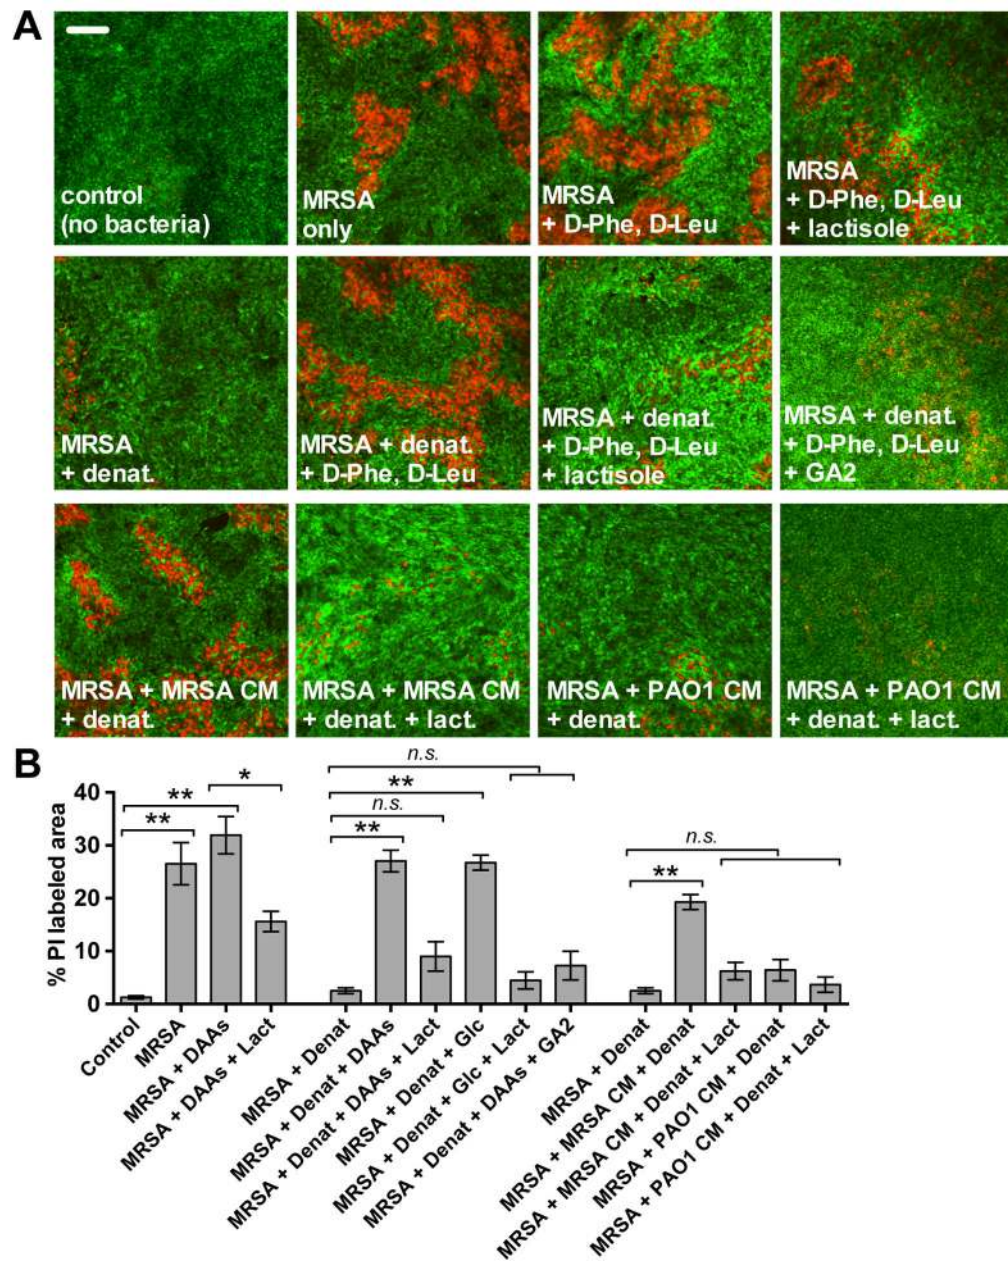 A
control
(no bacteria)
MRSA
only
MRSA
+ D-Phe, D-Leu
MRSA
+ D-Phe, D-Leu
+ lactisole
MRSA
+ denat.
MRSA + denat.
+ D-Phe, D-Leu
MRSA + denat.
+ D-Phe, D-Leu
+ lactisole
MRSA + denat.
+ D-Phe, D-Leu
+ GA2
MRSA + MRSA CM
+ denat.
MRSA + MRSA CM
+ denat. + lact.
MRSA + PAO1 CM
+ denat.
MRSA + PAO1 CM
+ denat. + lact.
B
% PI labeled area
40
30
20
10
0
**
**
*
**
n.s.
**
n.s.
**
n.s.
Control
MRSA
MRSA + DAAs
MRSA + DAAs + Lact
MRSA + Denat
MRSA + Denat + DAAs
MRSA + Denat + DAAs + Lact
MRSA + Denat + Glc
MRSA + Denat + Glc + Lact
MRSA + Denat + DAAs + GA2
MRSA + Denat
MRSA + MRSA CM + Denat
MRSA + MRSA CM + Denat + Lact
MRSA + PAO1 CM + Denat
MRSA + PAO1 CM + Denat + Lact